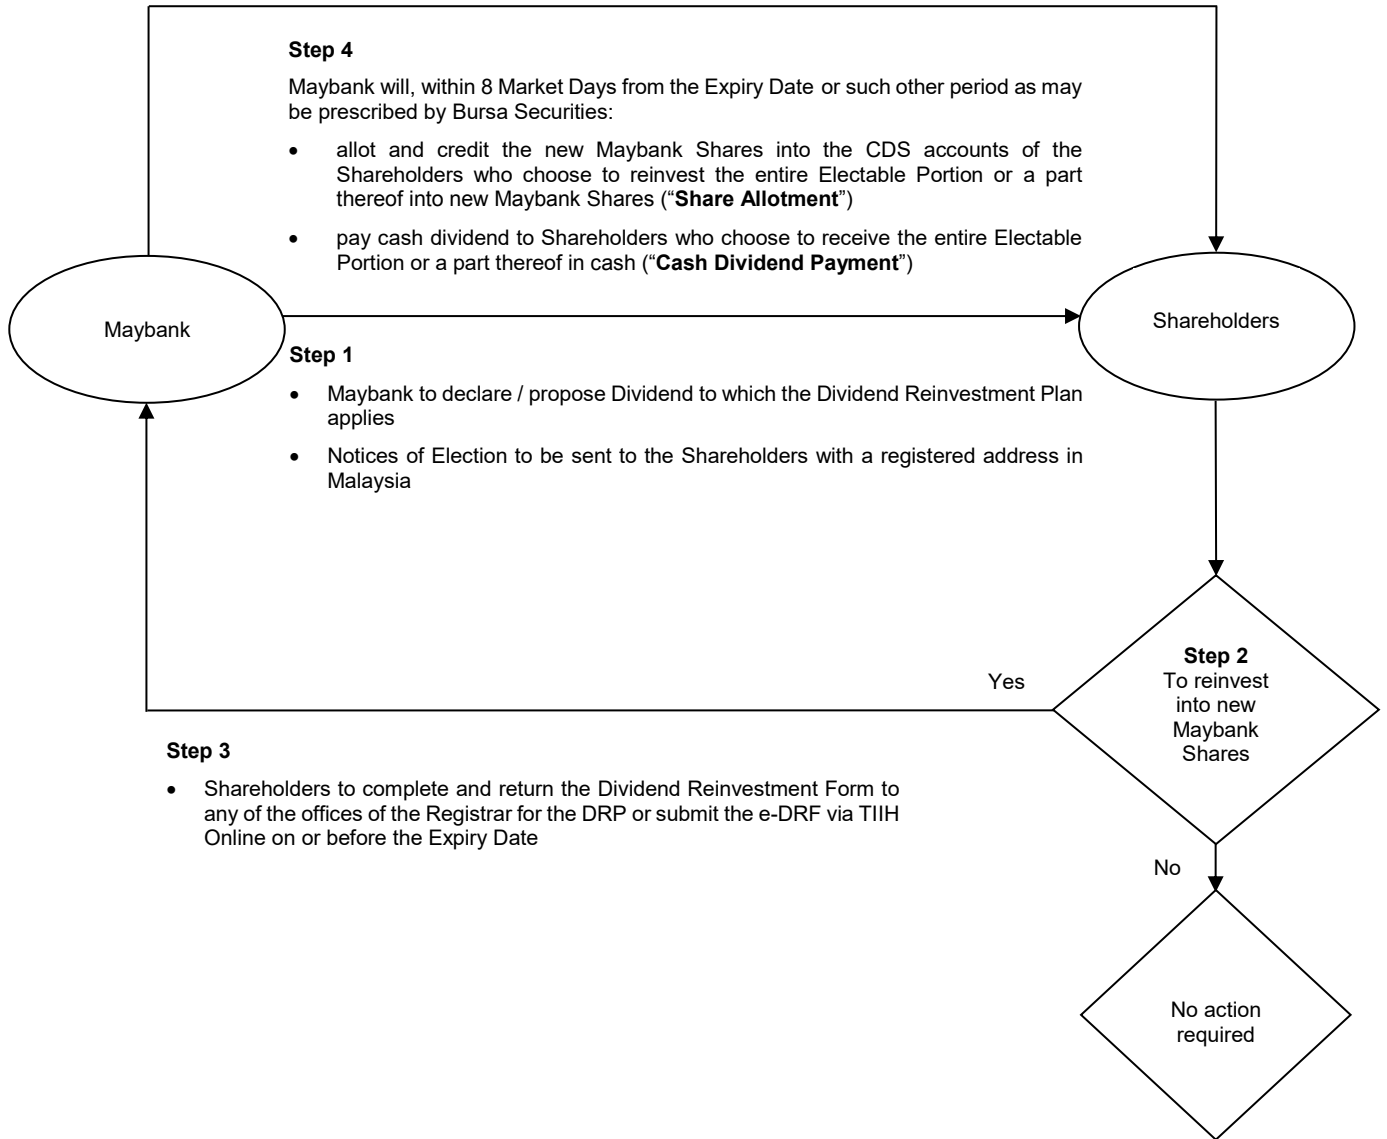 Step 4
Maybank will, within 8 Market Days from the Expiry Date or such other period as may
be prescribed by Bursa Securities:
• allot and credit the new Maybank Shares into the CDS accounts of the
Shareholders who choose to reinvest the entire Electable Portion or a part
thereof into new Maybank Shares (“Share Allotment”)
• pay cash dividend to Shareholders who choose to receive the entire Electable
Portion or a part thereof in cash (“Cash Dividend Payment”)
Maybank
Shareholders
Step 1
• Maybank to declare / propose Dividend to which the Dividend Reinvestment Plan
applies
• Notices of Election to be sent to the Shareholders with a registered address in
Malaysia
Step 2
To reinvest
into new
Maybank
Shares
Yes
Step 3
• Shareholders to complete and return the Dividend Reinvestment Form to
any of the offices of the Registrar for the DRP or submit the e-DRF via TIIH
Online on or before the Expiry Date
No
No action
required